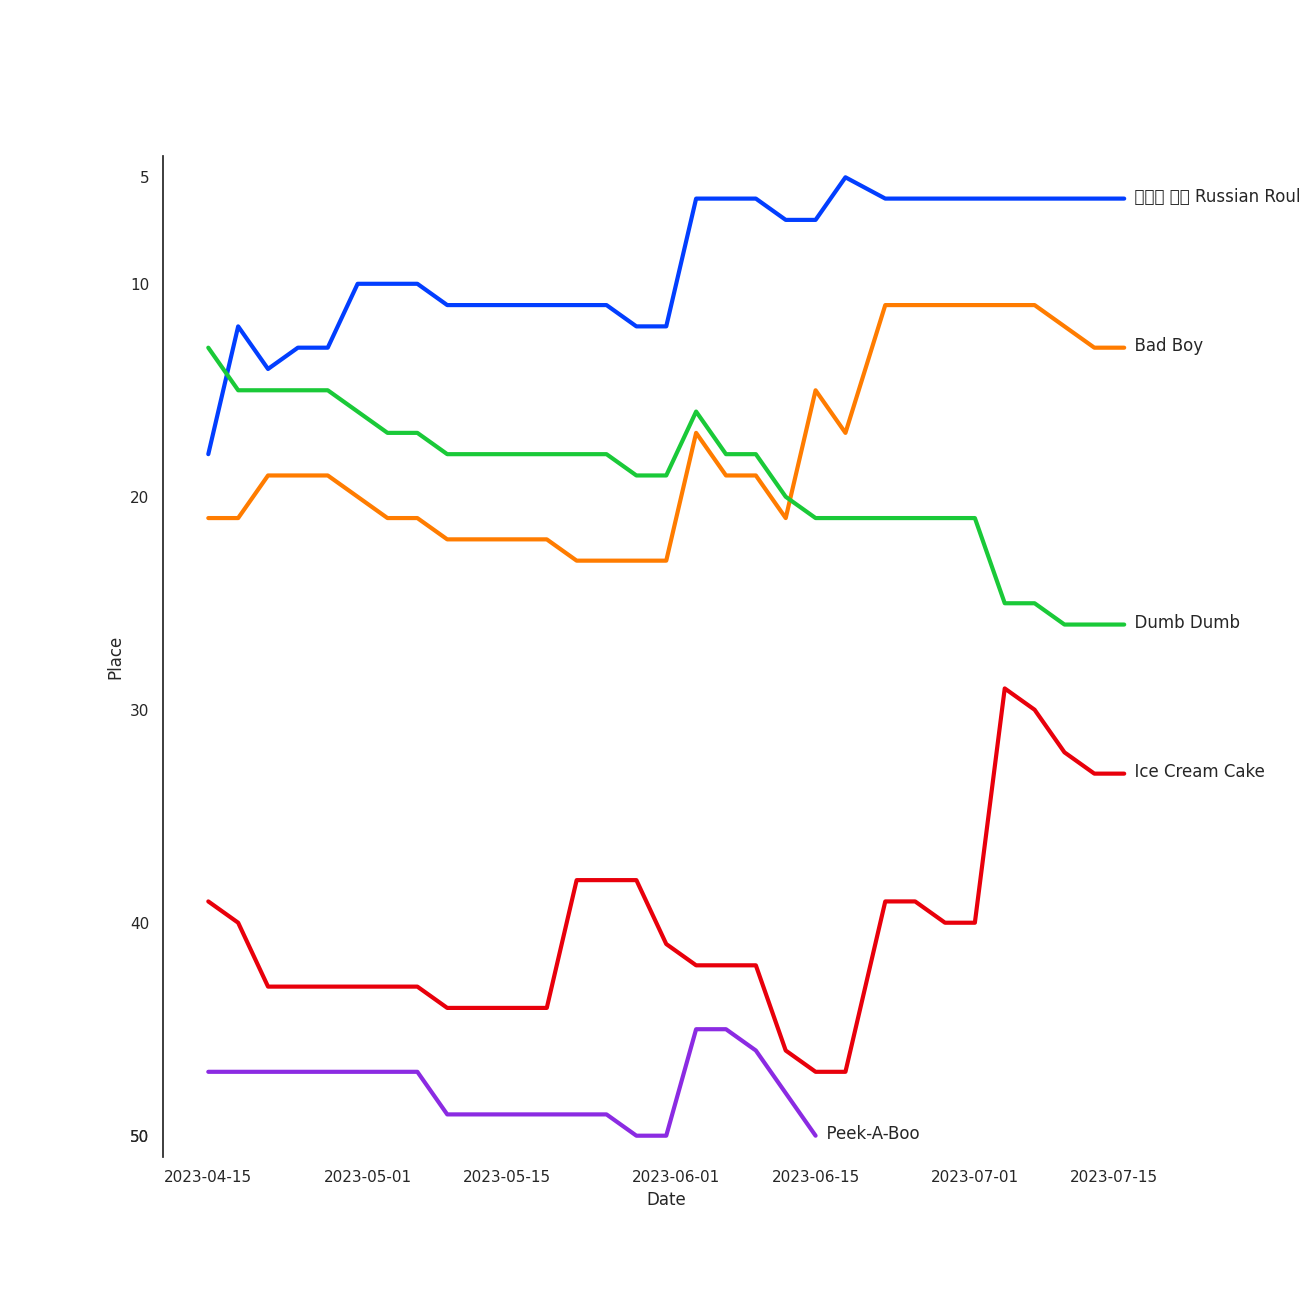 5
10
20
30
40
50
Place
Russian Roul
Bad Boy
Dumb Dumb
Ice Cream Cake
Peek-A-Boo
2023-04-15 2023-05-01 2023-05-15 2023-06-01 2023-06-15 2023-07-01 2023-07-15
Date